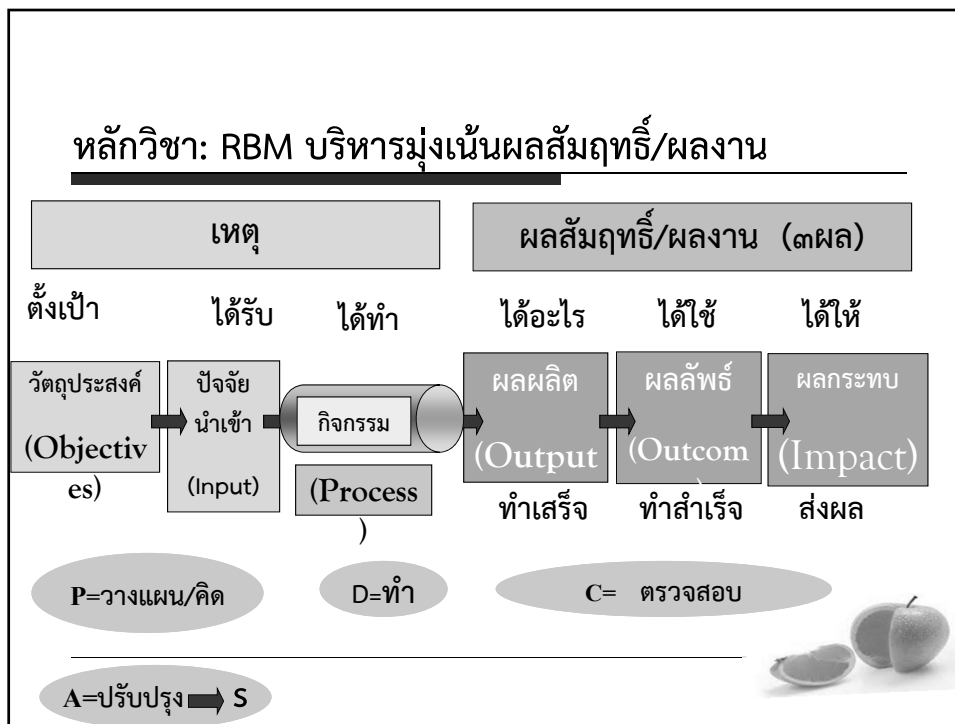 หลักวิชา: RBM บริหารมุ่งเน้นผลสัมฤทธิ์/ผลงาน
เหตุ
ผลสัมฤทธิ์/ผลงาน (๓ผล)
ตั้งเป้า
ได้รับ
ได้ทำ
ได้อะไร
ได้ใช้
ได้ให้
วัตถุประสงค์
(Objectiv
es)
ปัจจัย
นำเข้า
(Input)
กิจกรรม
(Process
)
ผลผลิต
(Output
ผลลัพธ์
(Outcom
)
ผลกระทบ
(Impact)
ทำเสร็จ
ทำสำเร็จ
ส่งผล
P=วางแผน/คิด
D=ทำ
C= ตรวจสอบ
A=ปรับปรุง S